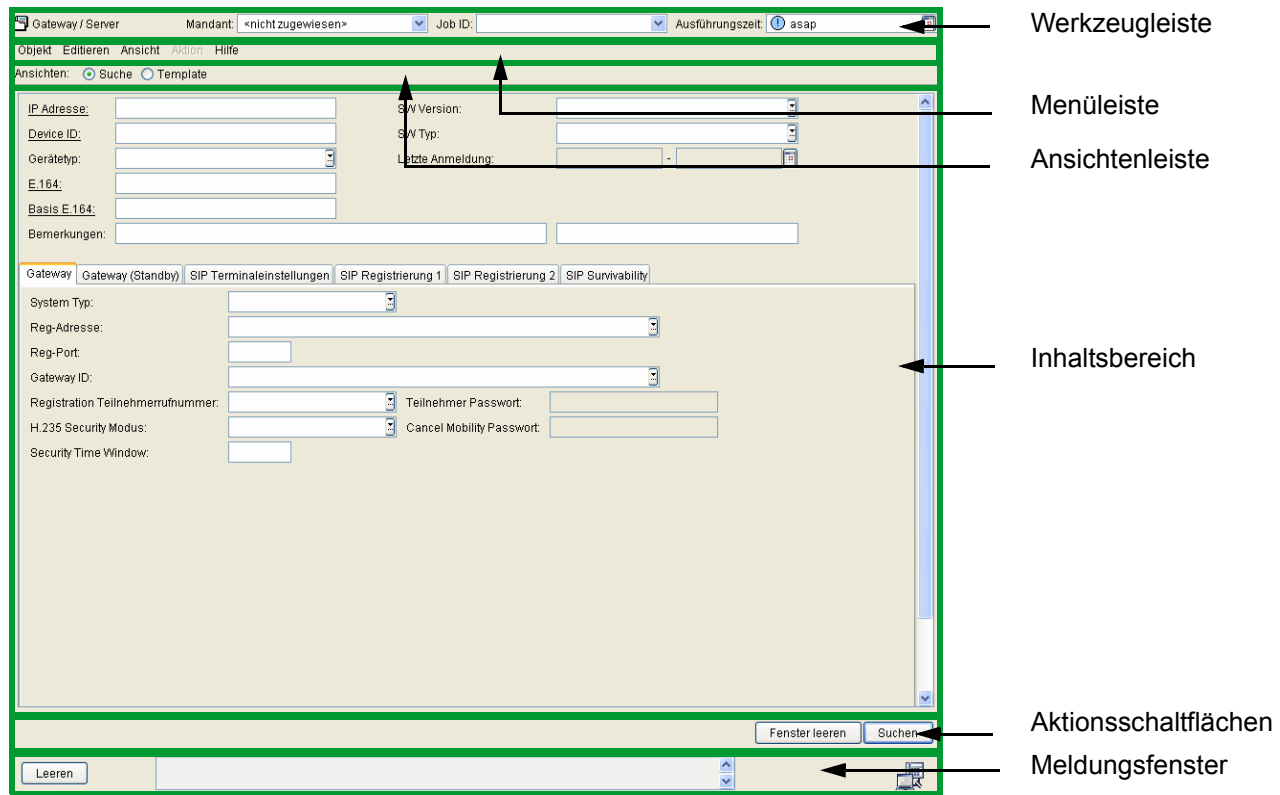 Gateway / Server Mandant: <nicht zugewiesen> Job ID: Ausführungszeit: asap
Werkzeugleiste
Objekt Editieren Ansicht Aktion Hilfe
Ansichten: Suche Template
IP Adresse: SW Version:
Menüleiste
Device ID: SW Typ:
Gerätetyp: Letzte Anmeldung: -
Ansichtenleiste
E.164:
Basis E.164:
Bemerkungen:
Gateway Gateway (Standby) SIP Terminaleinstellungen SIP Registrierung 1 SIP Registrierung 2 SIP Survivability
System Typ:
Reg-Adresse:
Reg-Port:
Inhaltsbereich
Gateway ID:
Registration Teilnehmerrufnummer: Teilnehmer Passwort:
H.235 Security Modus: Cancel Mobility Passwort:
Security Time Window:
Fenster leeren Suchen
Aktionsschaltflächen
Leeren
Meldungsfenster